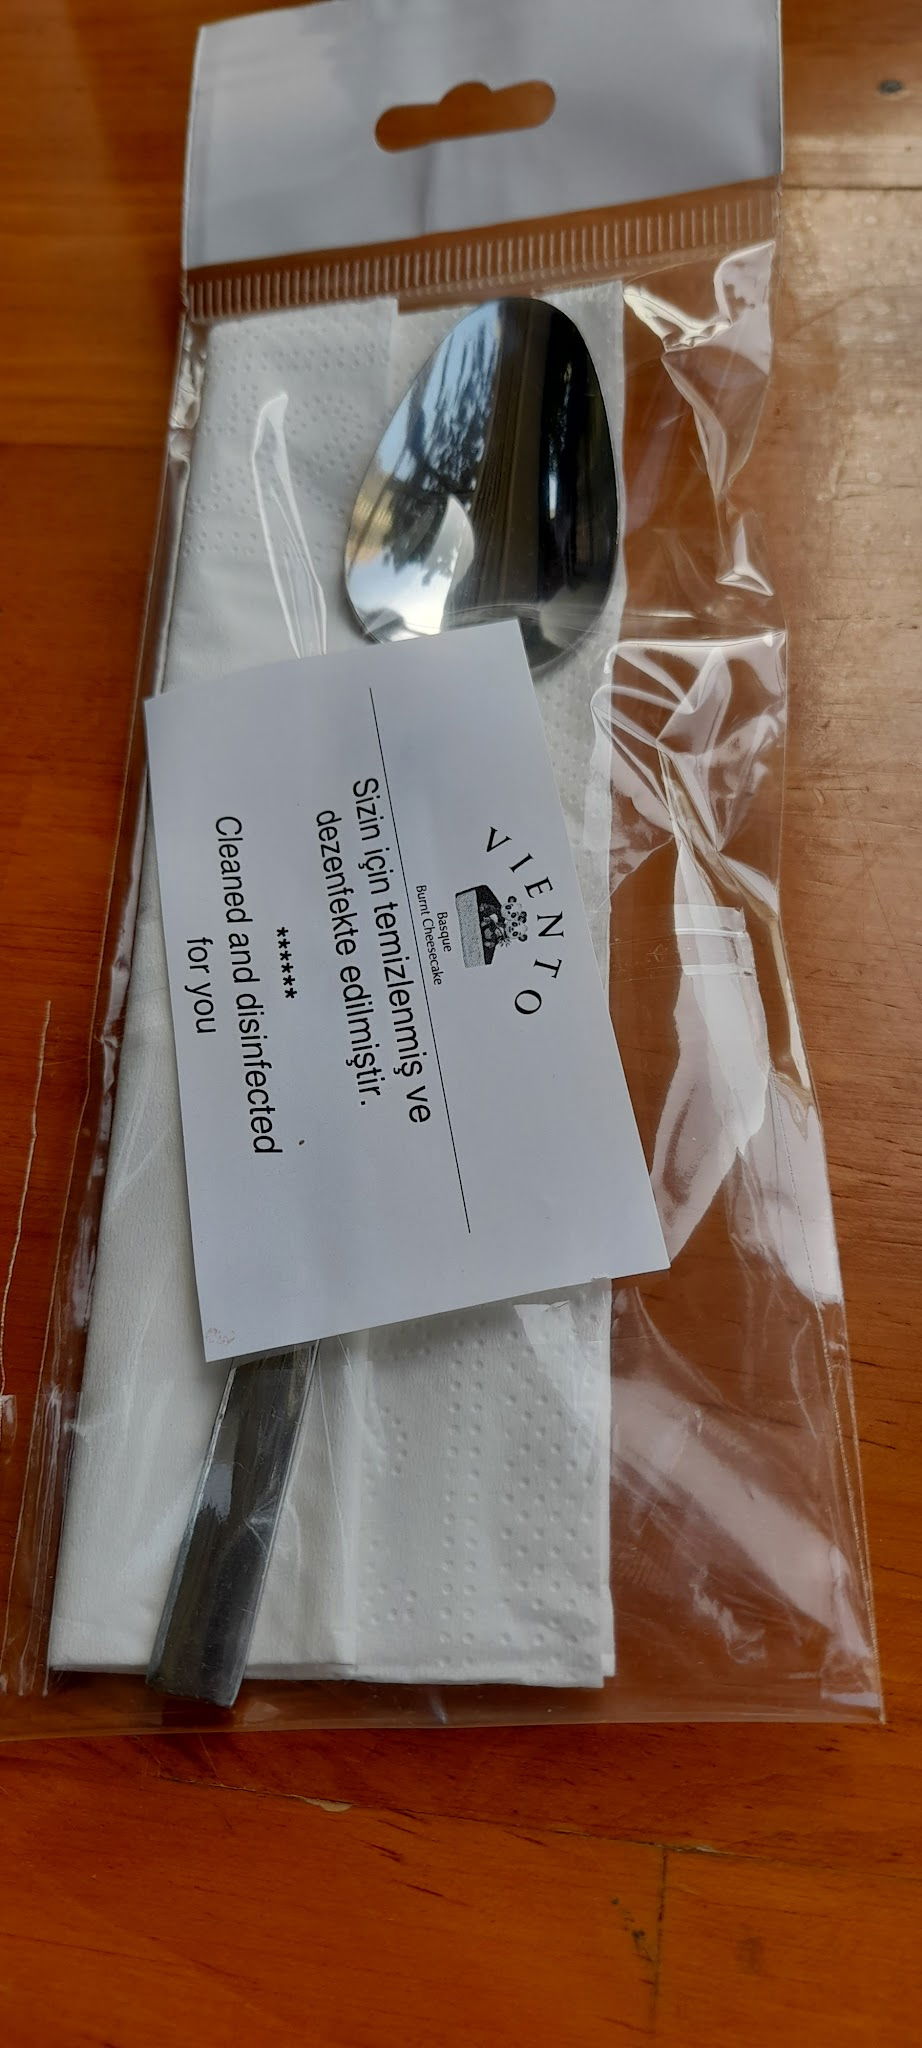 VIENTO
Basque
Burnt Cheesecake
Sizin için temizlenmiş ve
dezenfekte edilmiştir.
******
Cleaned and disinfected
for you